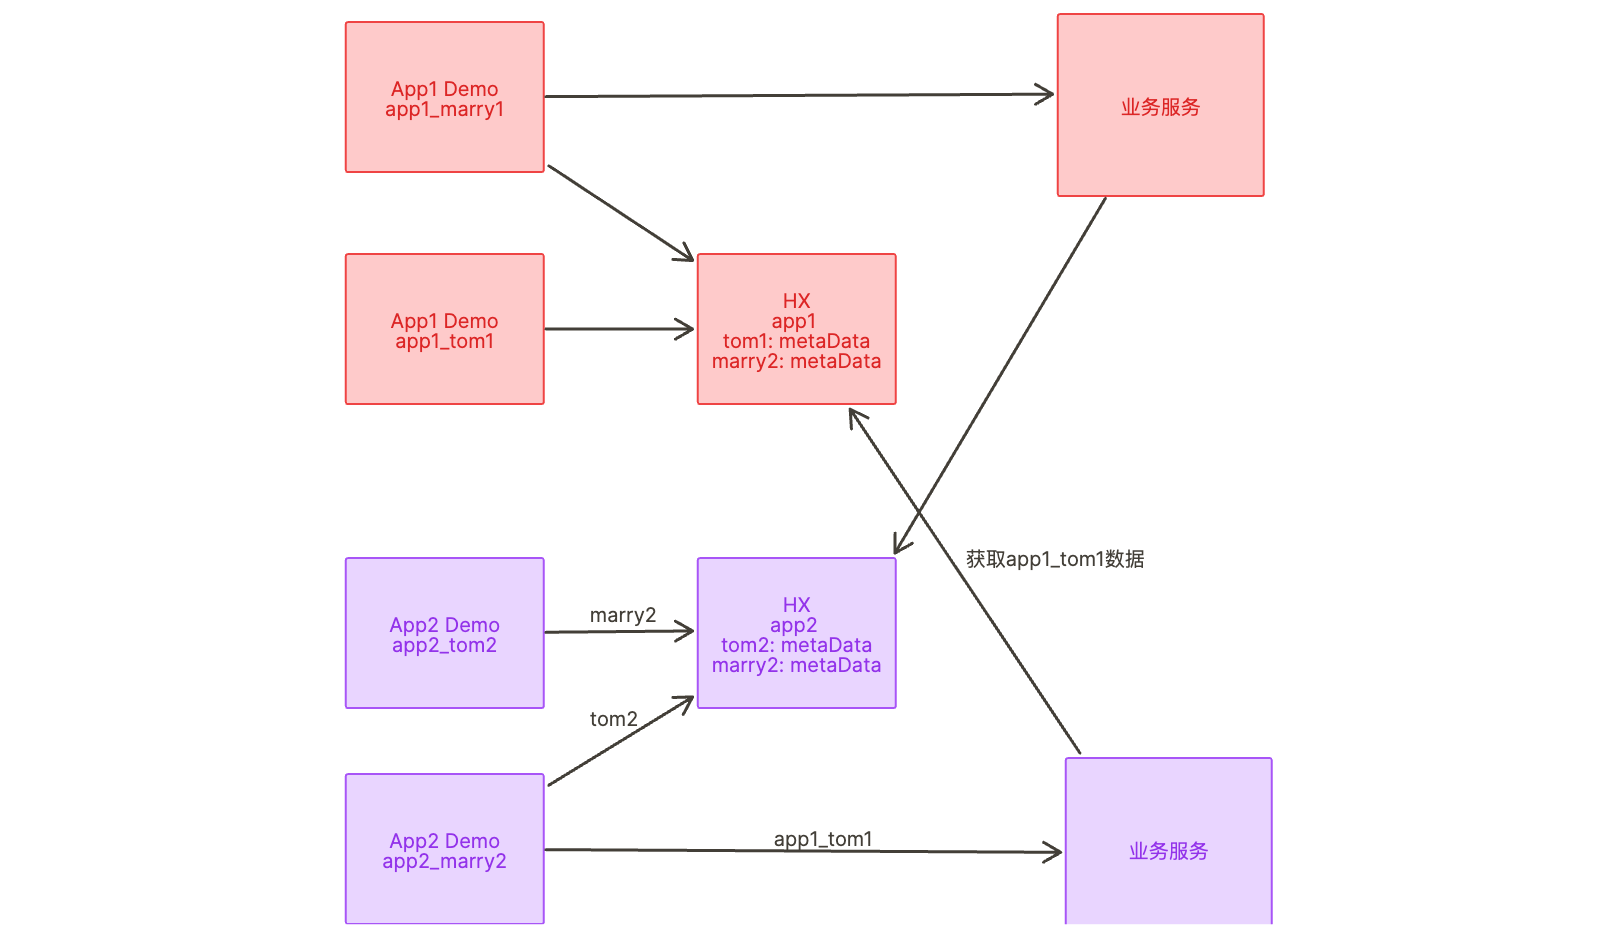 App1 Demo
app1_marry1
业务服务
App1 Demo
app1_tom1
HX
app1
tom1: metaData
marry2: metaData
获取app1_tom1数据
App2 Demo
app2_tom2
marry2
HX
app2
tom2: metaData
marry2: metaData
tom2
App2 Demo
app2_marry2
app1_tom1
业务服务